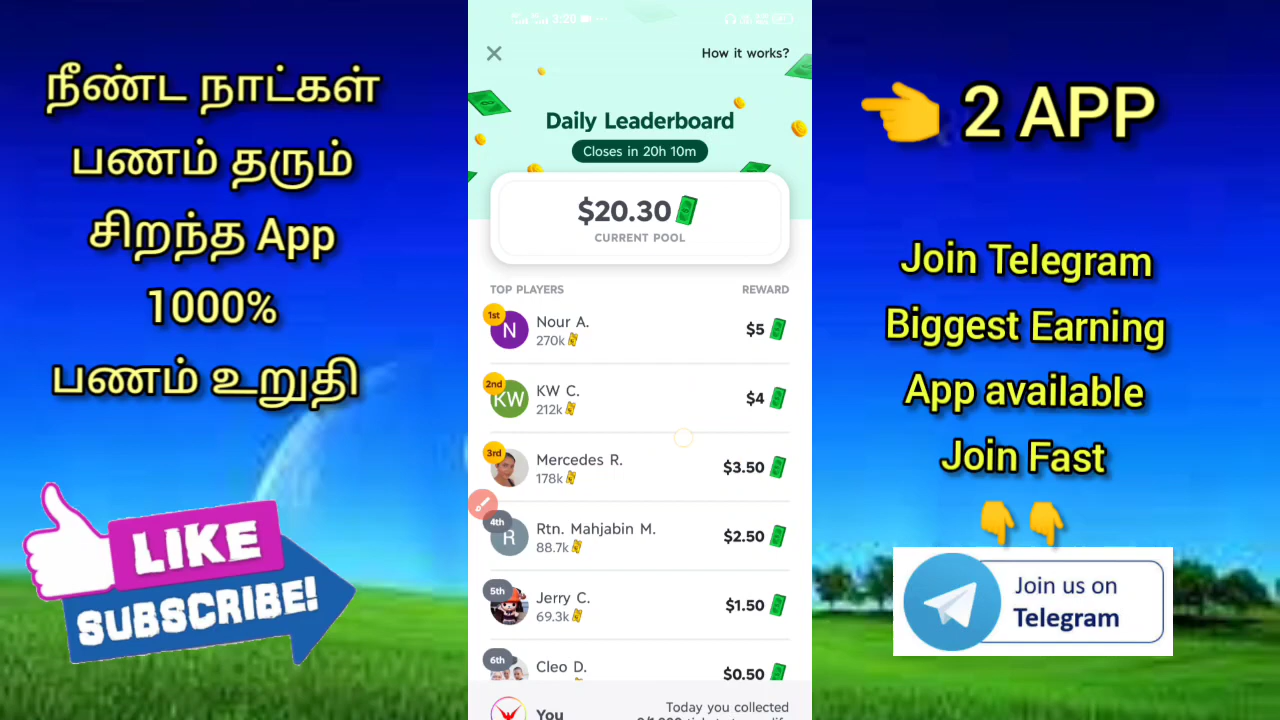 நீண்ட நாட்கள்
பணம் தரும்
சிறந்த App
1000%
பணம் உறுதி
LIKE
SUBSCRIBE!
3:20
How it works?
Daily Leaderboard
Closes in 20h 10m
$20.30
CURRENT POOL
TOP PLAYERS REWARD
1st
N Nour A. $5
270k
2nd
KW KW C. $4
212k
3rd
Mercedes R. $3.50
178k
4th
R Rtn. Mahjabin M. $2.50
88.7k
5th
Jerry C. $1.50
69.3k
6th
Cleo D. $0.50
You
Today you collected
2 APP
Join Telegram
Biggest Earning
App available
Join Fast
Join us on
Telegram